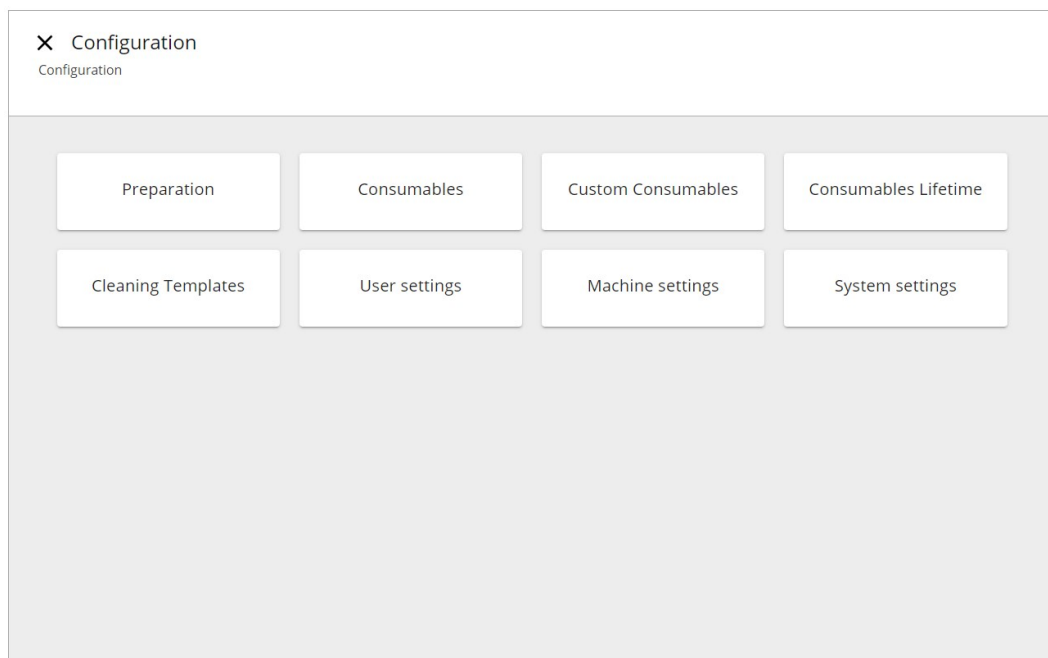 Configuration
Configuration
Preparation
Consumables
Custom Consumables
Consumables Lifetime
Cleaning Templates
User settings
Machine settings
System settings